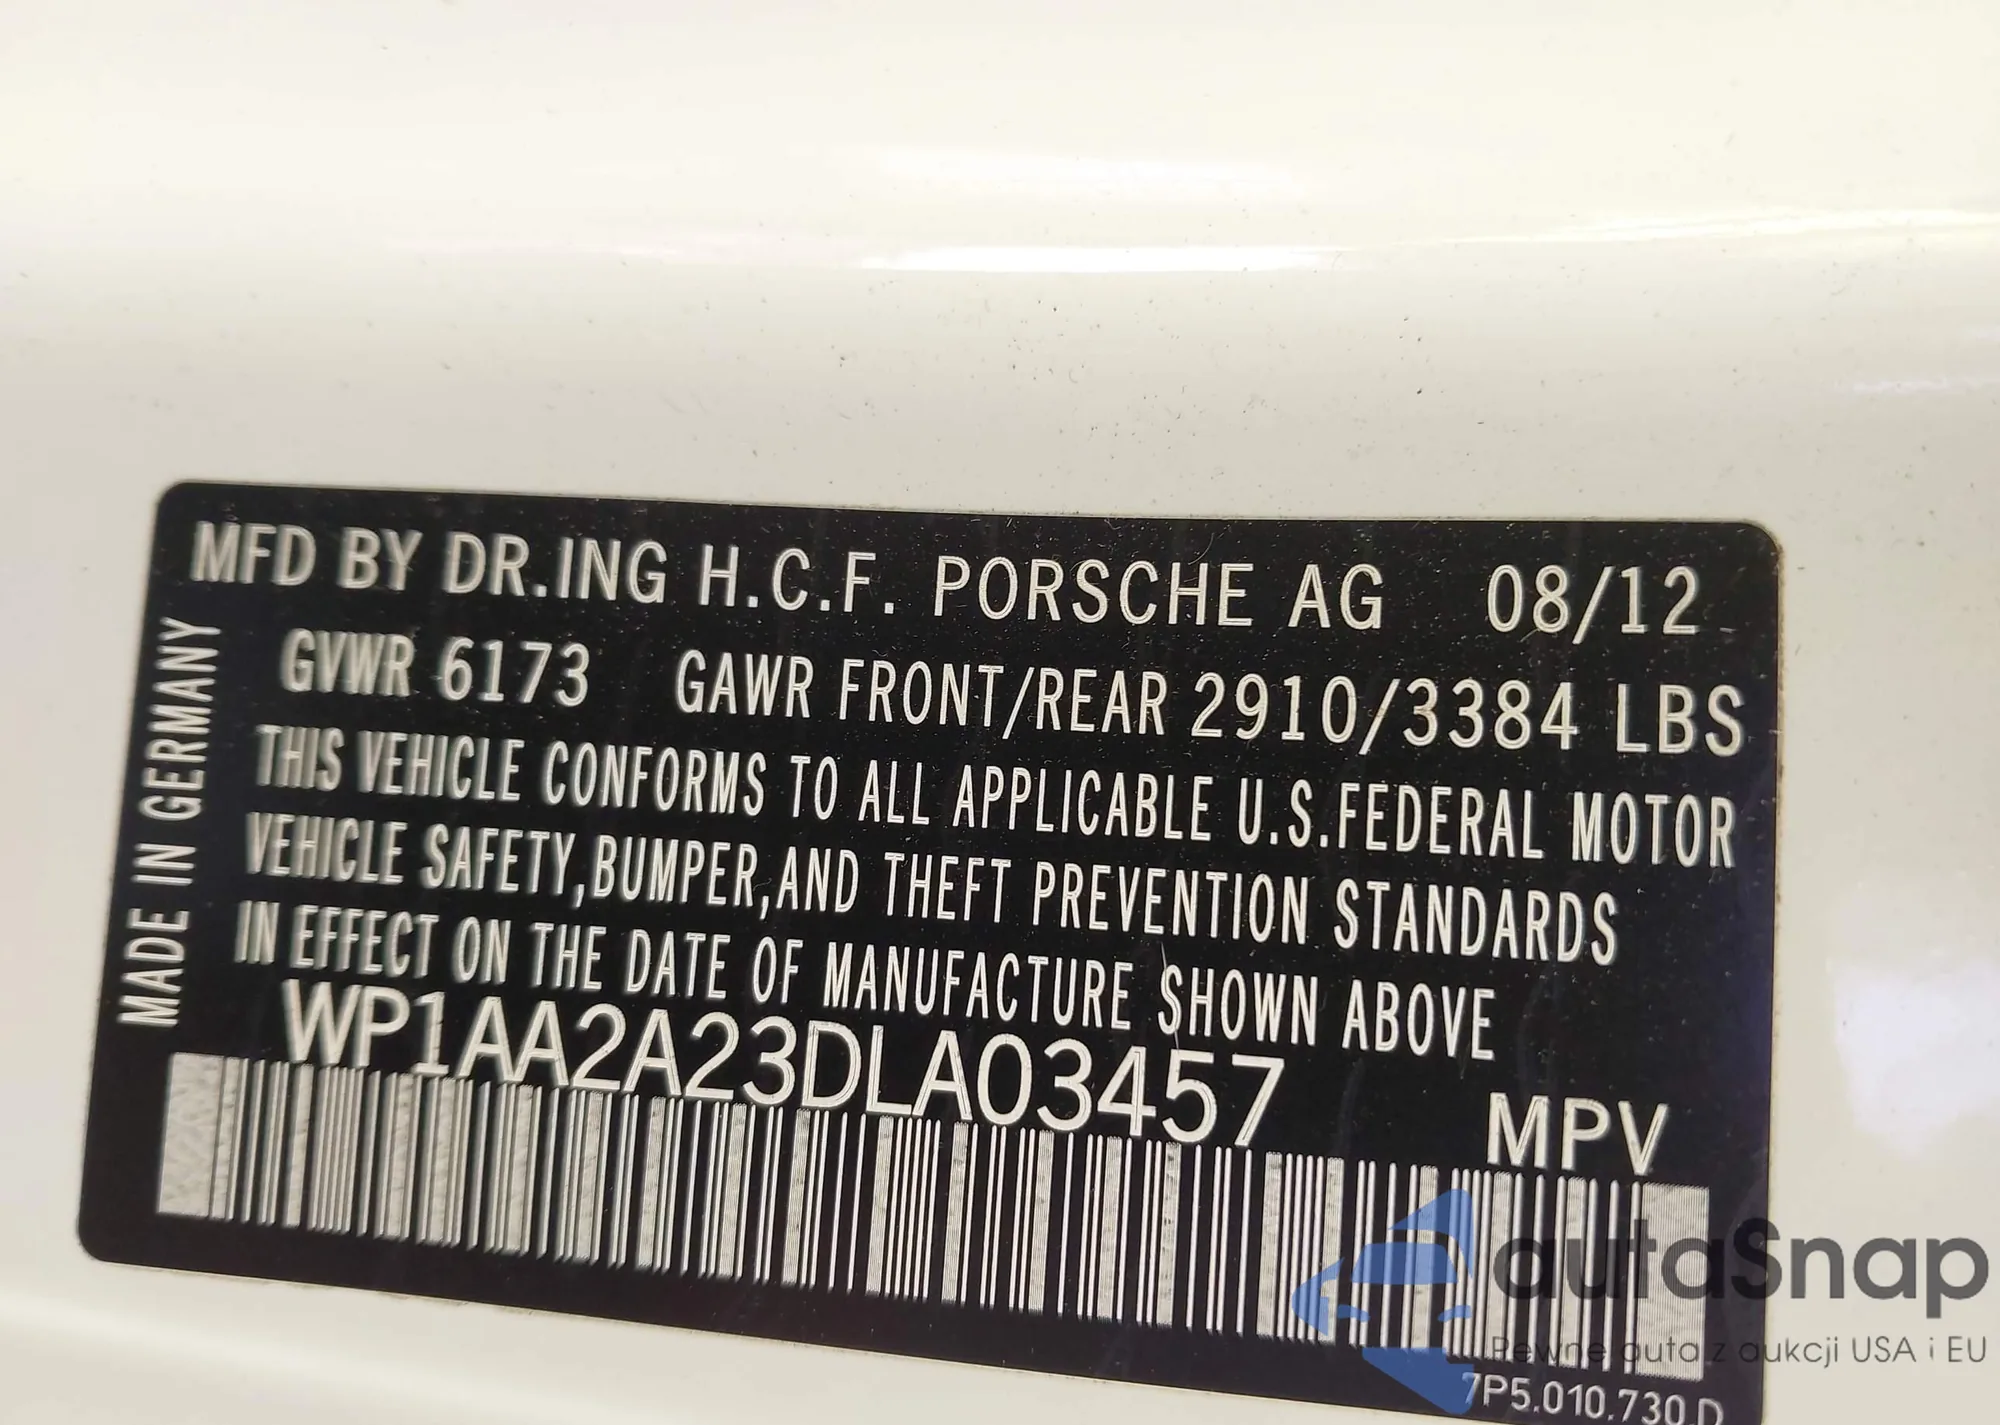 MFD BY DR.ING H.C.F. PORSCHE AG 08/12
GVWR 6173 GAWR FRONT/REAR 2910/3384 LBS
THIS VEHICLE CONFORMS TO ALL APPLICABLE U.S.FEDERAL MOTOR
VEHICLE SAFETY,BUMPER,AND THEFT PREVENTION STANDARDS
IN EFFECT ON THE DATE OF MANUFACTURE SHOWN ABOVE
WP1AA2A23DLA03457
MPV
MADE IN GERMANY
autaSnap
Pewne auta z aukcji USA i EU
7P5.010.730.D